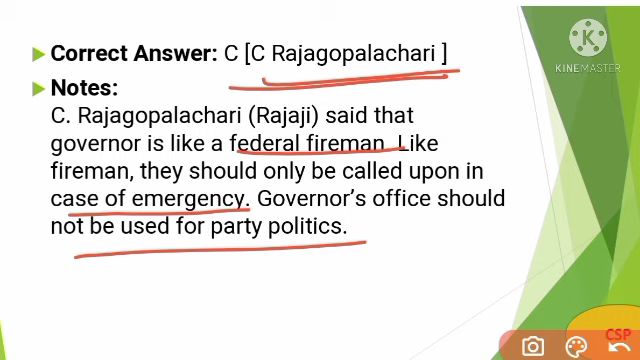 Correct Answer: C [C Rajagopalachari ]
Notes:
C. Rajagopalachari (Rajaji) said that
governor is like a federal fireman. Like
fireman, they should only be called upon in
case of emergency. Governor's office should
not be used for party politics.
KINEMASTER
CSP